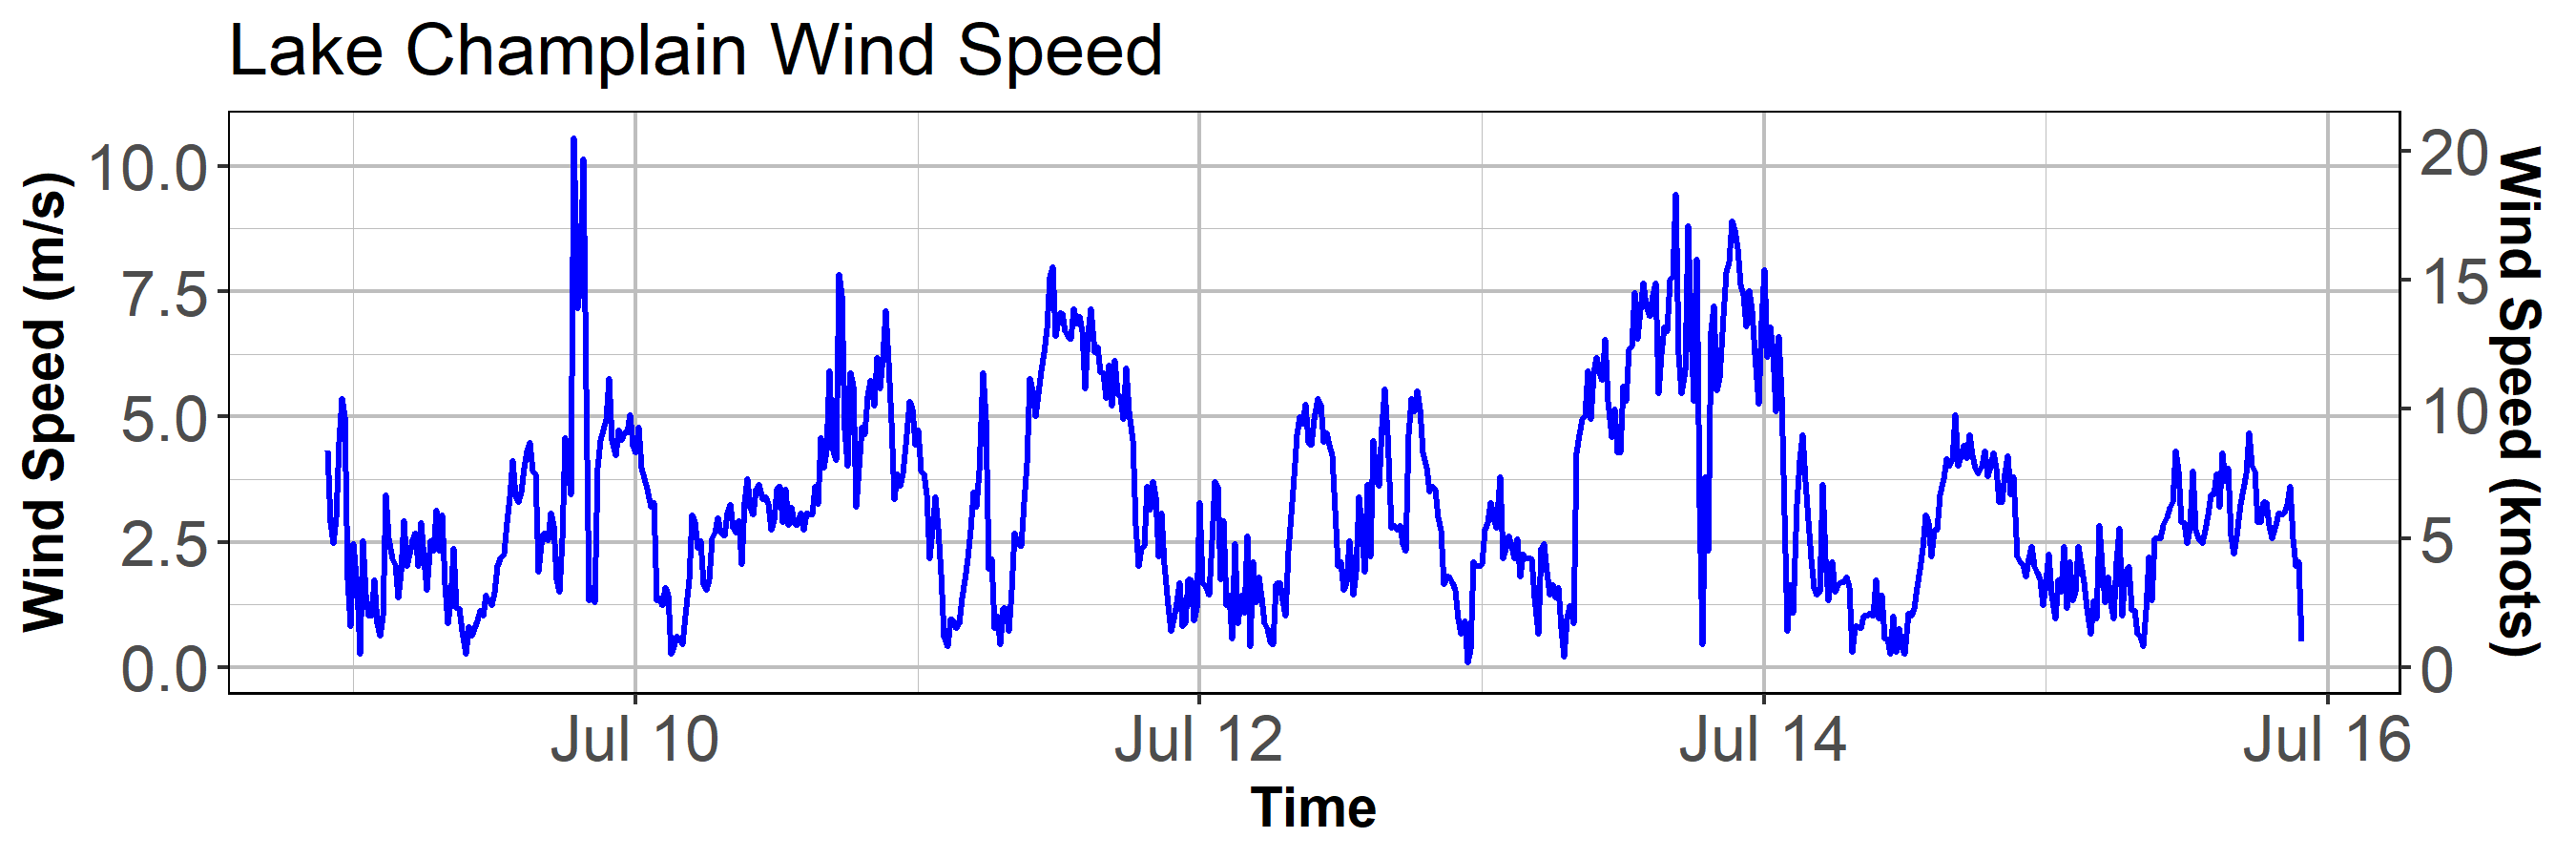 Lake Champlain Wind Speed
Wind Speed (m/s)
10.0
7.5
5.0
2.5
0.0
20
15
10
5
0
Wind Speed (knots)
Jul 10
Jul 12
Jul 14
Jul 16
Time